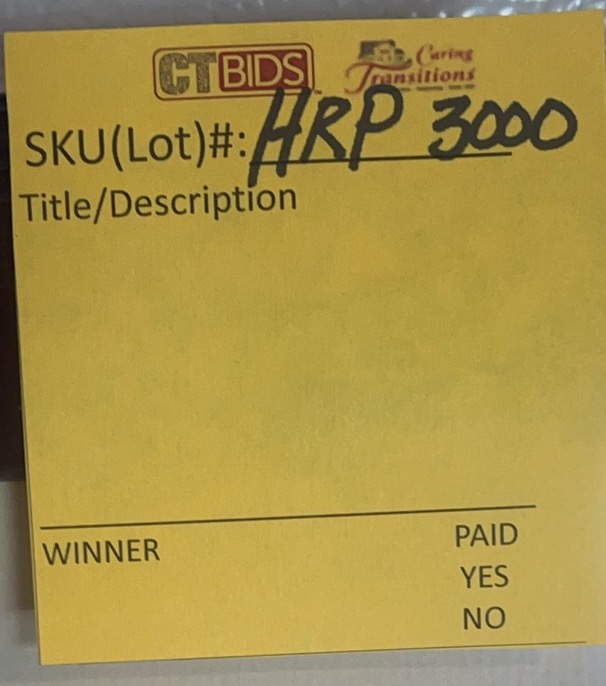 CTBIDS Caring Transitions
SKU(Lot)#: HRP 3000
Title/Description
WINNER PAID
YES
NO